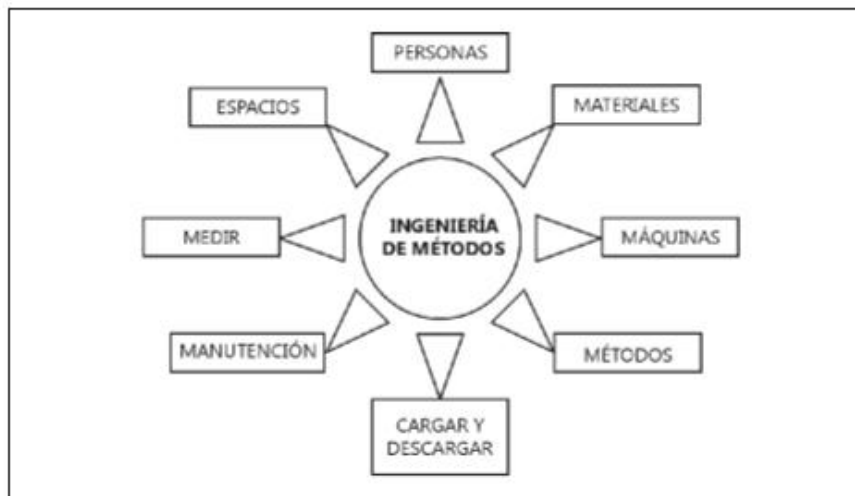 PERSONAS
ESPACIOS
MATERIALES
INGENIERÍA
DE MÉTODOS
MEDIR
MÁQUINAS
MANUTENCIÓN
MÉTODOS
CARGAR Y
DESCARGAR